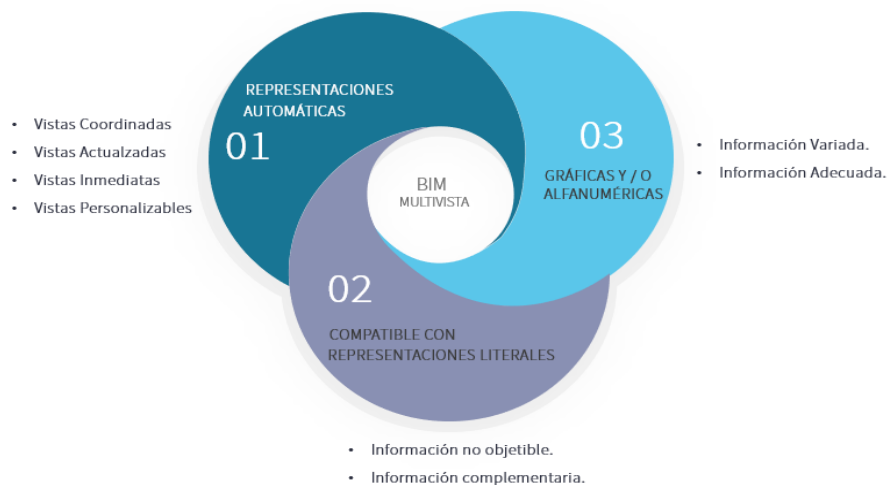 REPRESENTACIONES
AUTOMÁTICAS
01
• Vistas Coordinadas
• Vistas Actualzadas
• Vistas Inmediatas
• Vistas Personalizables
BIM
MULTIVISTA
03
GRÁFICAS Y / O
ALFANUMÉRICAS
• Información Variada.
• Información Adecuada.
02
COMPATIBLE CON
REPRESENTACIONES LITERALES
• Información no objetible.
• Información complementaria.